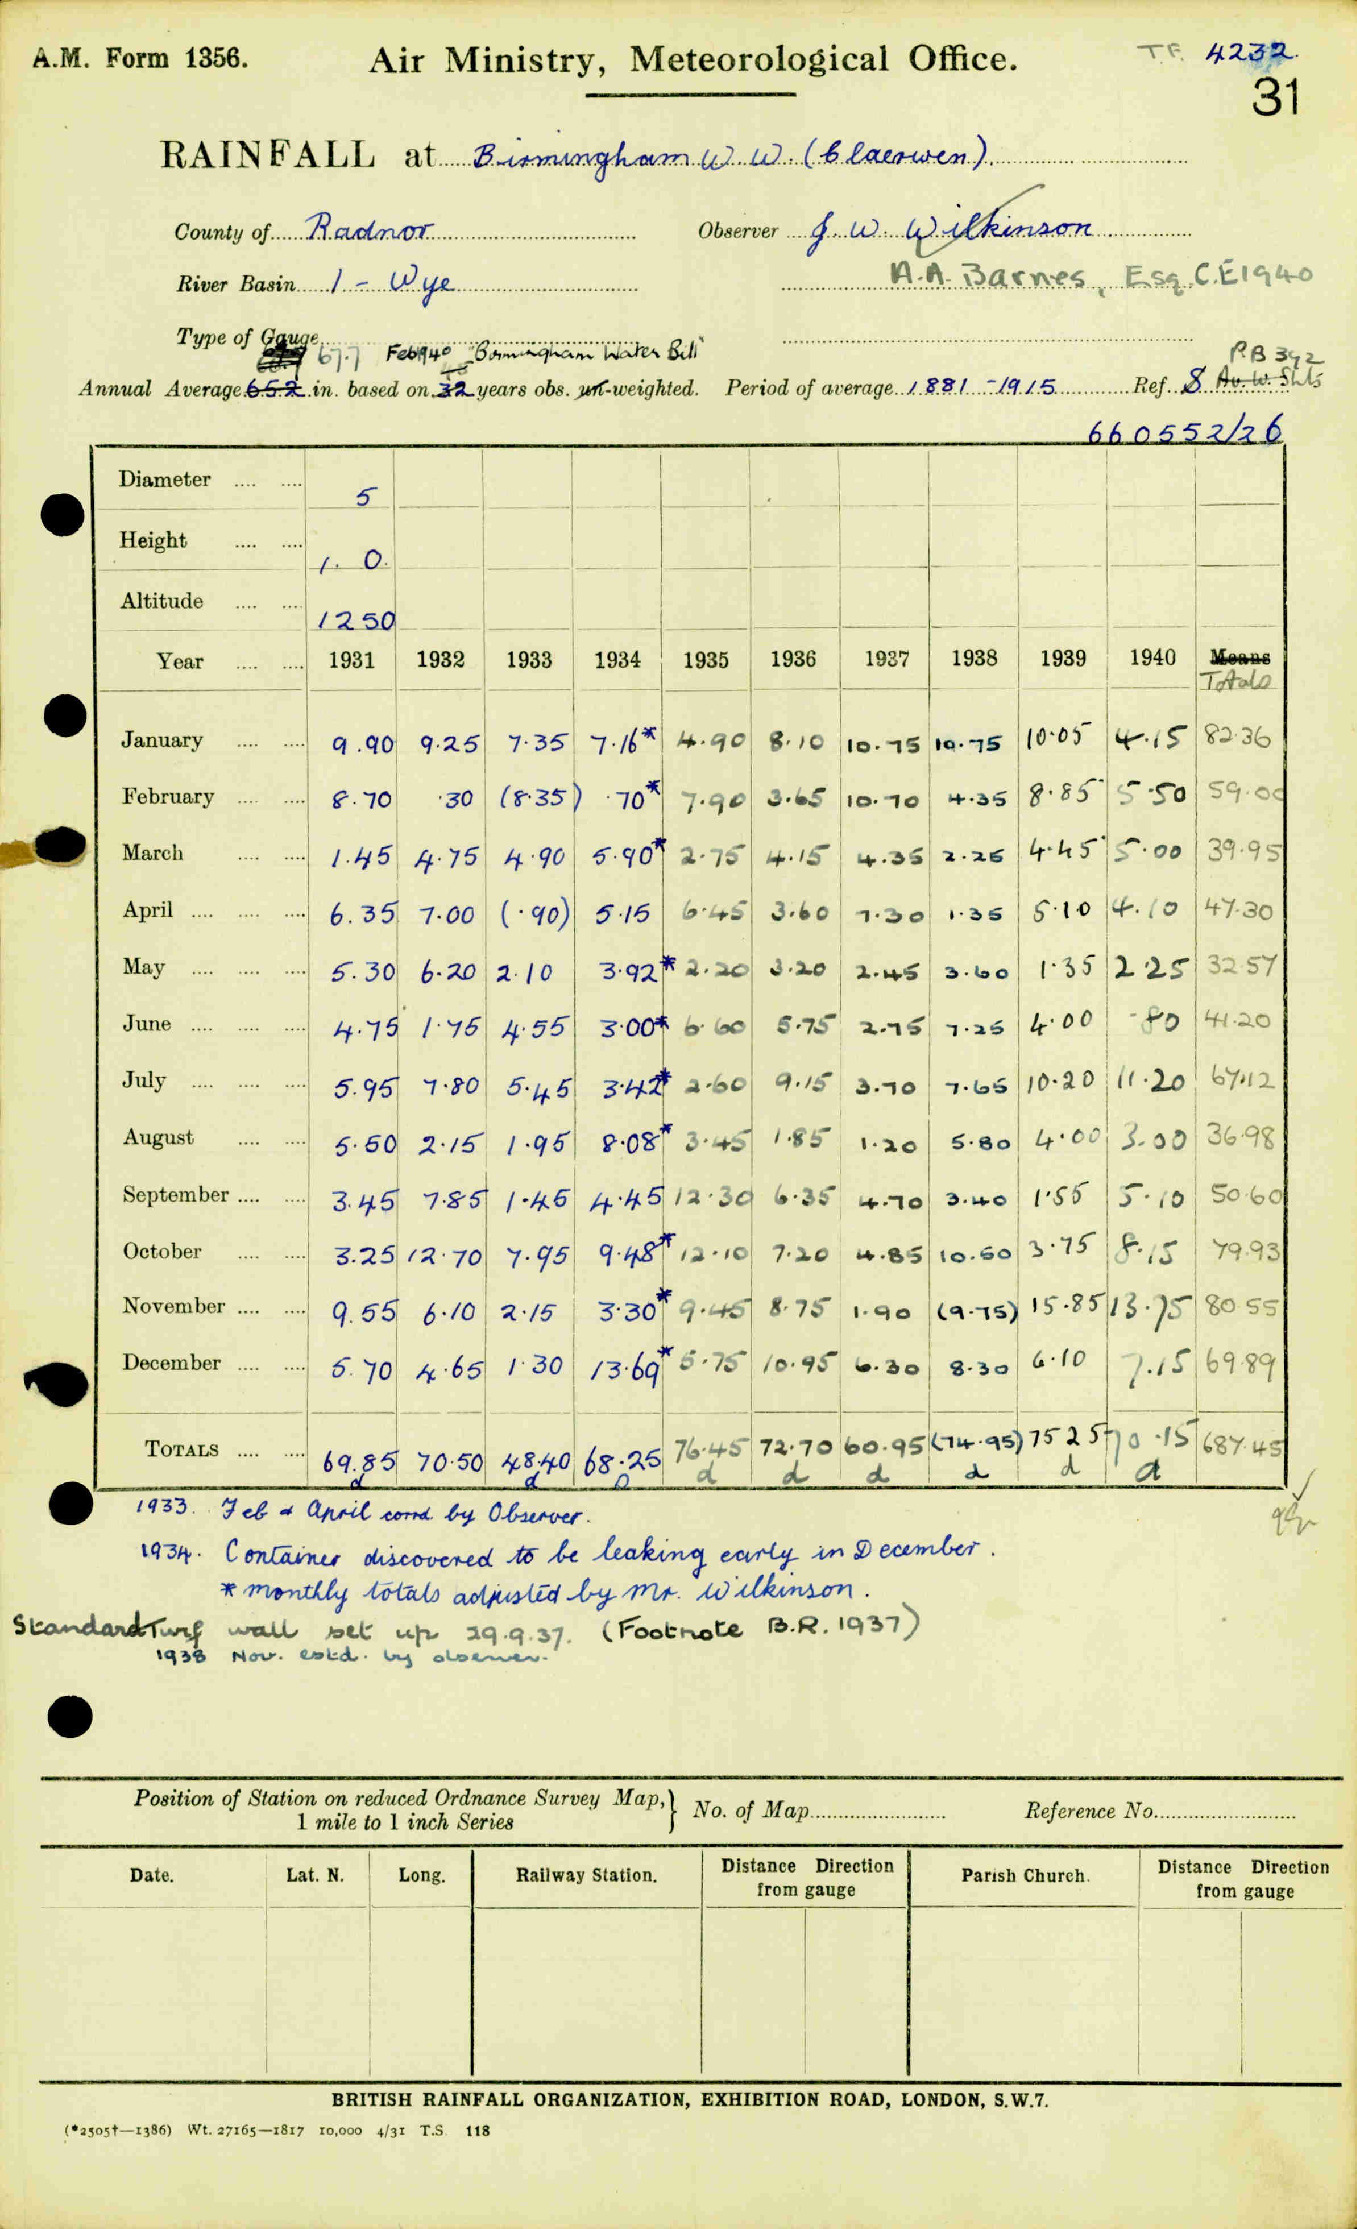 A.M. Form 1356.
Air Ministry, Meteorological Office.
T.F. 4232.
31
RAINFALL at Birmingham W. W. (Claerwen)
County of Radnor Observer J. W. Wilkinson
River Basin 1 - Wye A.A. Barnes, Esq. C.E 1940
Type of Gauge
67.7 Feb 1940 "Birmingham Water Bill"
R.B 392
Annual Average 65.2 in. based on 32 years obs. un-weighted. Period of average 1881 - 1915 Ref. S Av. W. Shts
660552/26
Diameter .... .... 5
Height .... .... 1. 0.
Altitude .... .... 1250
Year .... .... 1931 1932 1933 1934 1935 1936 1937 1938 1939 1940 Means
Totals
January .... .... 9.90 9.25 7.35 7.16* 4.90 8.10 10.75 10.75 10.05 4.15 82.36
February .... .... 8.70 .30 (8.35) .70* 7.90 3.65 10.70 4.35 8.85 5.50 59.00
March .... .... 1.45 4.75 4.90 5.90* 2.75 4.15 4.35 2.25 4.45 5.00 39.95
April .... .... .... 6.35 7.00 (.90) 5.15 6.45 3.60 7.30 1.35 5.10 4.10 47.30
May .... .... .... 5.30 6.20 2.10 3.92* 2.20 3.20 2.45 3.60 1.35 2.25 32.57
June .... .... .... 4.75 1.75 4.55 3.00* 6.60 5.75 2.75 7.25 4.00 .80 41.20
July .... .... .... 5.95 7.80 5.45 3.42* 2.60 9.15 3.70 7.65 10.20 11.20 67.12
August .... .... 5.50 2.15 1.95 8.08* 3.45 1.85 1.20 5.80 4.00 3.00 36.98
September .... .... 3.45 7.85 1.45 4.45 12.30 6.35 4.70 3.40 1.55 5.10 50.60
October .... .... 3.25 12.70 7.95 9.48* 12.10 7.20 4.85 10.50 3.75 8.15 79.93
November .... .... 9.55 6.10 2.15 3.30* 9.45 8.75 1.90 (9.75) 15.85 13.75 80.55
December .... .... 5.70 4.65 1.30 13.69* 5.75 10.95 6.30 8.30 6.10 7.15 69.89
TOTALS .... .... 69.85 70.50 48.40 68.25 76.45 72.70 60.95 (74.95) 75 25 70.15 687.45
d d d d d d d d
1933. Feb & April corrd by Observer.
1934. Container discovered to be leaking early in December.
* monthly totals adjusted by Mr. Wilkinson.
Standard Turf wall set up 29.9.37. (Footnote B.R. 1937)
1938 Nov. estd. by observer.
Position of Station on reduced Ordnance Survey Map,} No. of Map Reference No.
1 mile to 1 inch Series
Date. Lat. N. Long. Railway Station. Distance Direction from gauge Parish Church. Distance Direction from gauge
BRITISH RAINFALL ORGANIZATION, EXHIBITION ROAD, LONDON, S.W.7.
(*2505†—1386) Wt. 27165—1817 10,000 4/31 T.S. 118